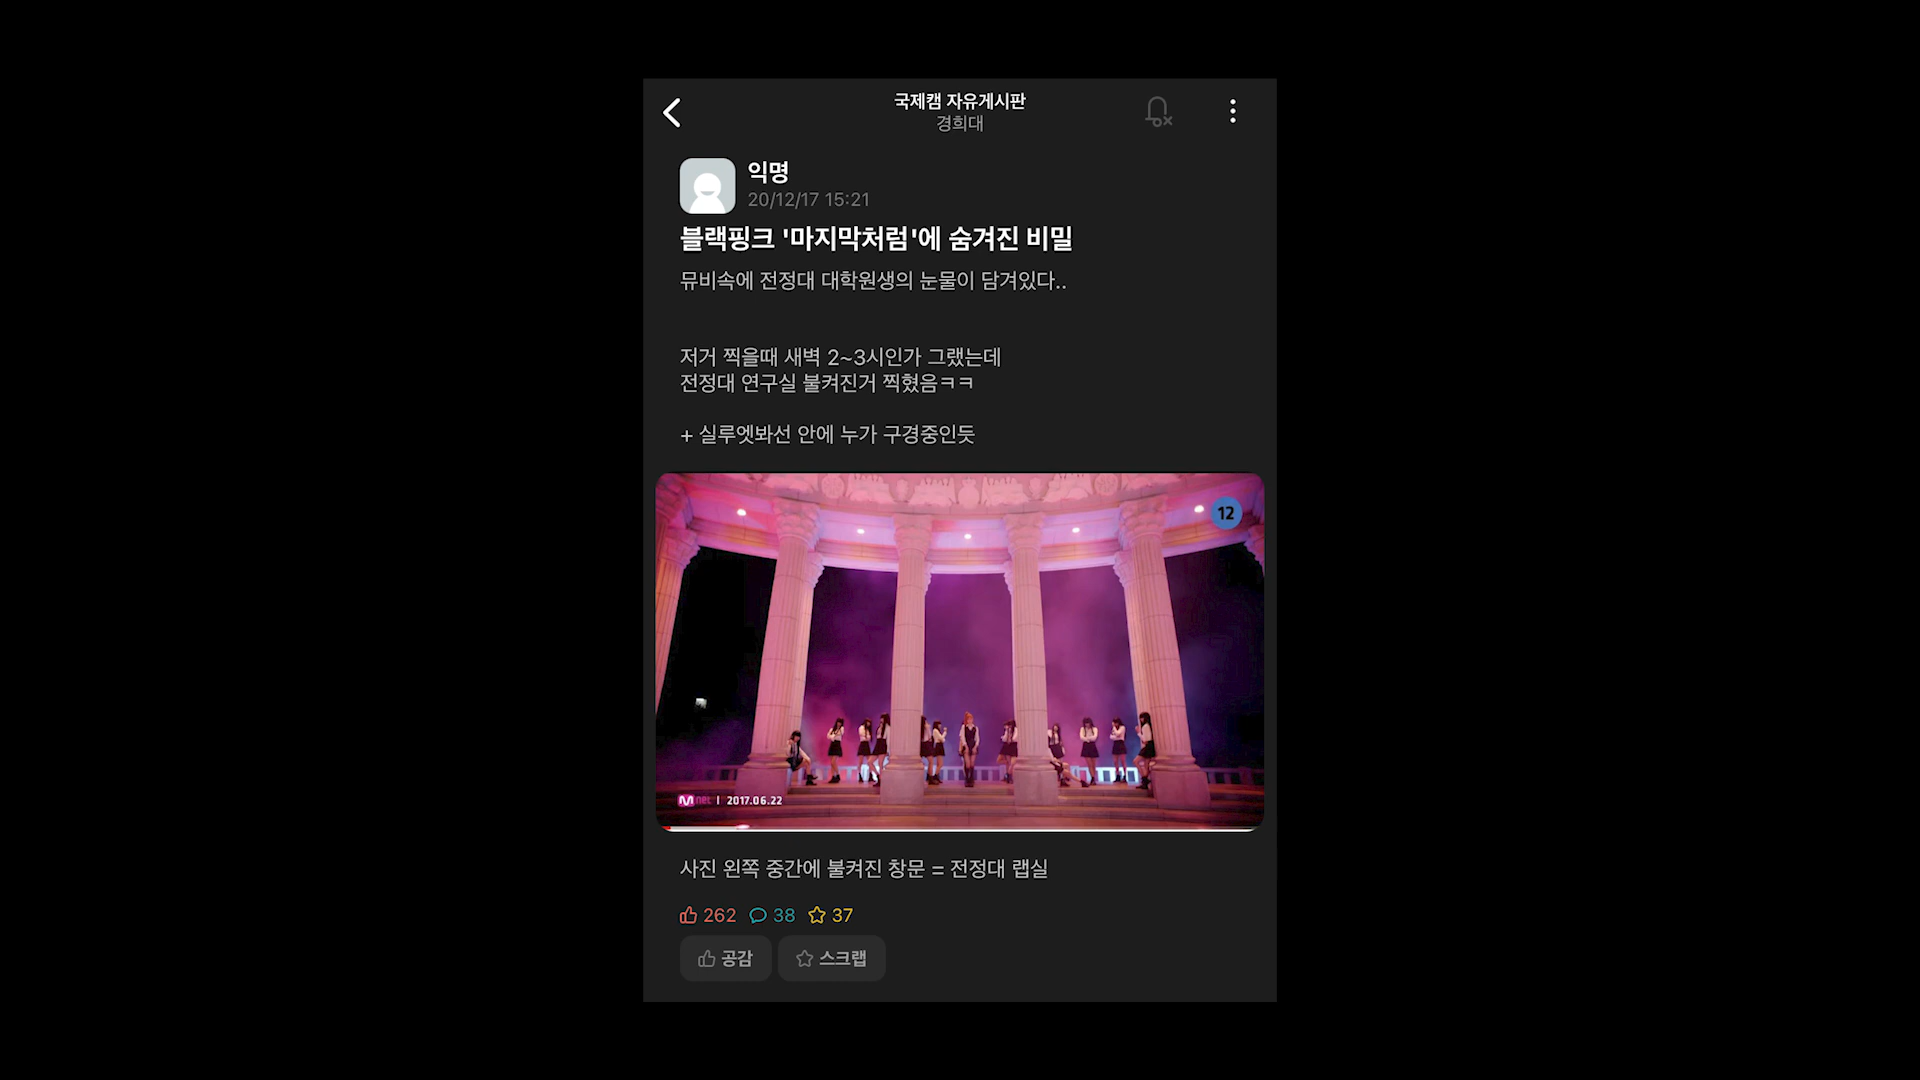 국제캠 자유게시판
경희대
익명
20/12/17 15:21
블랙핑크 '마지막처럼'에 숨겨진 비밀
뮤비속에 전정대 대학원생의 눈물이 담겨있다..
저거 찍을때 새벽 2~3시인가 그랬는데
전정대 연구실 불켜진거 찍혔음ㅋㅋ
+ 실루엣봐선 안에 누가 구경중인듯
12
Mnet | 2017.06.22
사진 왼쪽 중간에 불켜진 창문 = 전정대 랩실
262 38 37
공감 스크랩